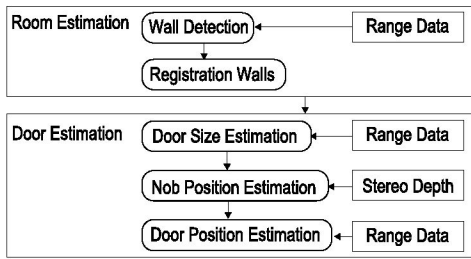 Room Estimation
Wall Detection
Range Data
Registration Walls
Door Estimation
Door Size Estimation
Range Data
Nob Position Estimation
Stereo Depth
Door Position Estimation
Range Data